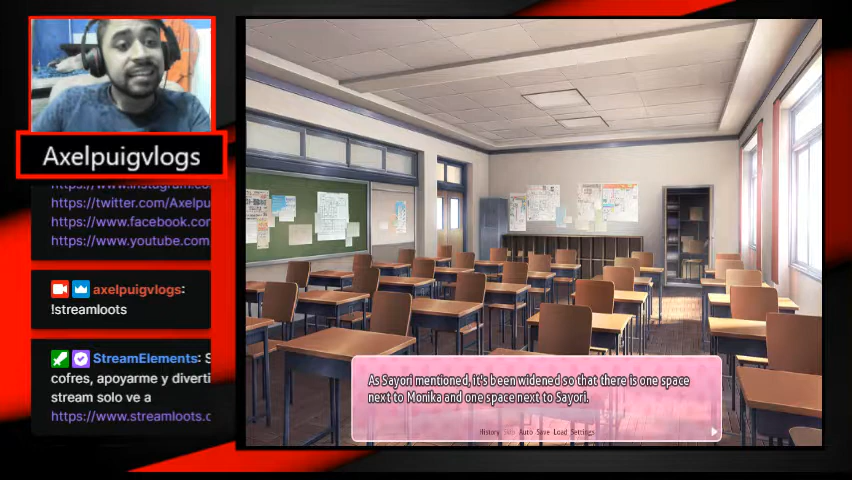 Axelpuigvlogs
https://www.instagram.co
https://twitter.com/Axelpu
https://www.facebook.cor
https://www.youtube.com
axelpuigvlogs:
!streamloots
StreamElements: S
cofres, apoyarme y diverti
stream solo ve a
https://www.streamloots.c
As Sayori mentioned, it's been widened so that there is one space
next to Monika and one space next to Sayori.
History Skip Auto Save Load Settings